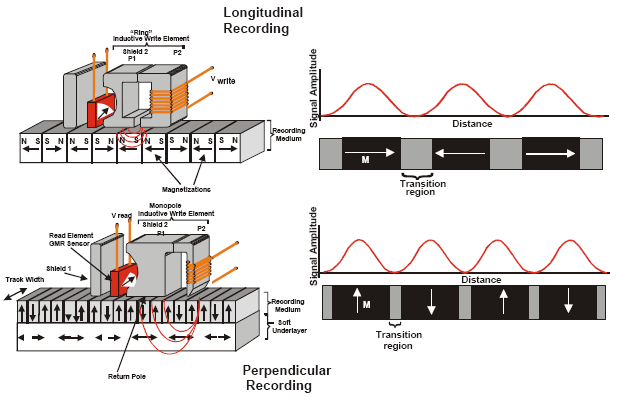 Longitudinal
Recording
"Ring"
Inductive Write Element
Shield 2
P1
P2
V write
Recording
Medium
N S S N N S S N N S S N N S S N
Magnetizations
Signal Amplitude
Distance
M
Transition
region
Monopole
Inductive Write Element
V read
Shield 2
P1
P2
Read Element
GMR Sensor
Shield 1
Track Width
Recording
Medium
Soft
Underlayer
Return Pole
Signal Amplitude
Distance
M
Transition
region
Perpendicular
Recording